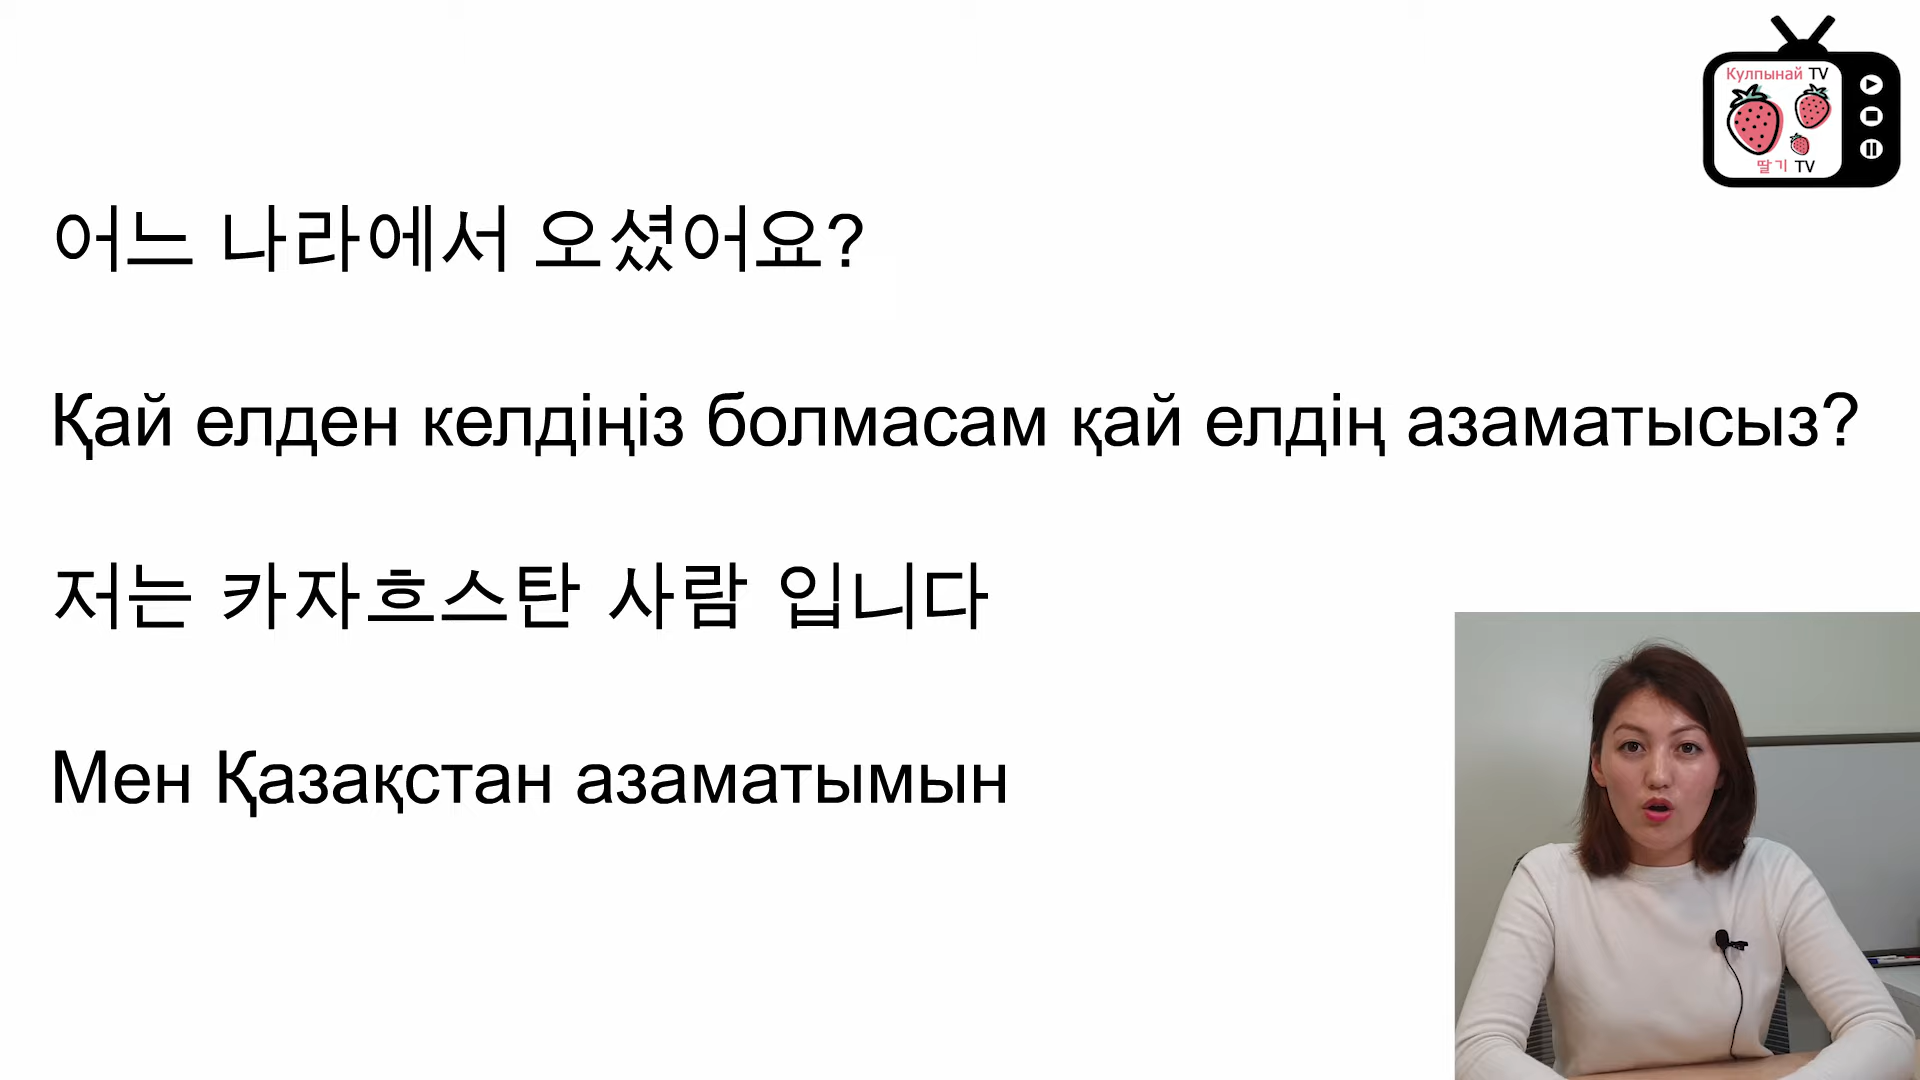 Кулпынай TV
딸기 TV
어느 나라에서 오셨어요?
Қай елден келдіңіз болмасам қай елдің азаматысыз?
저는 카자흐스탄 사람 입니다
Мен Қазақстан азаматымын